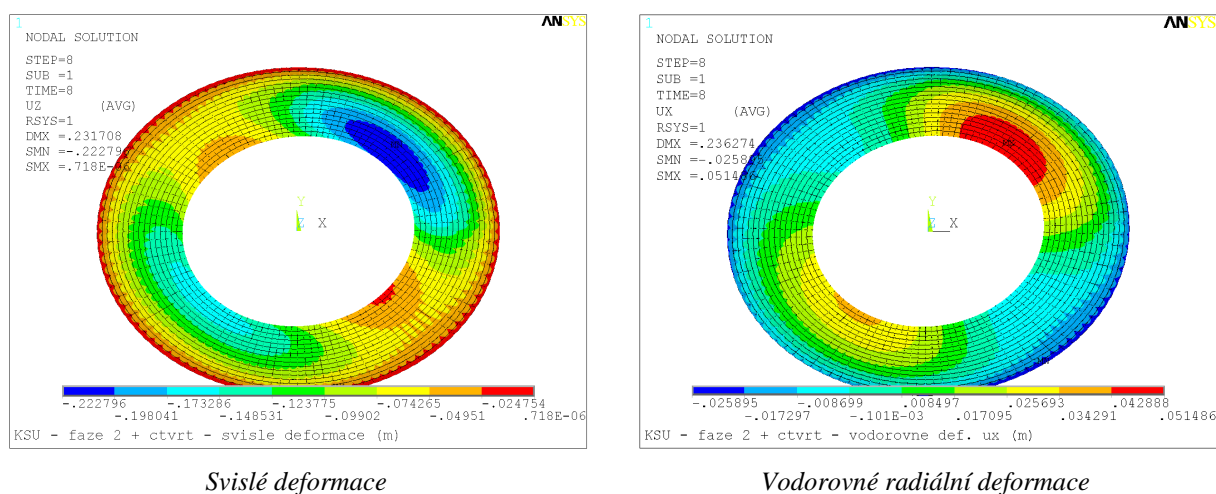 1
ANSYS
NODAL SOLUTION
STEP=8
SUB =1
TIME=8
UZ (AVG)
RSYS=1
DMX =.231708
SMN =-.222796
SMX =.718E-06
Y
Z X
-.222796 -.173286 -.123775 -.074265 -.024754
-.198041 -.148531 -.09902 -.04951 .718E-06
KSU - faze 2 + ctvrt - svisle deformace (m)
Svislé deformace
1
ANSYS
NODAL SOLUTION
STEP=8
SUB =1
TIME=8
UX (AVG)
RSYS=1
DMX =.236274
SMN =-.025895
SMX =.051486
Y
Z X
-.025895 -.008699 .008497 .025693 .042888
-.017297 -.101E-03 .017095 .034291 .051486
KSU - faze 2 + ctvrt - vodorovne def. ux (m)
Vodorovné radiální deformace